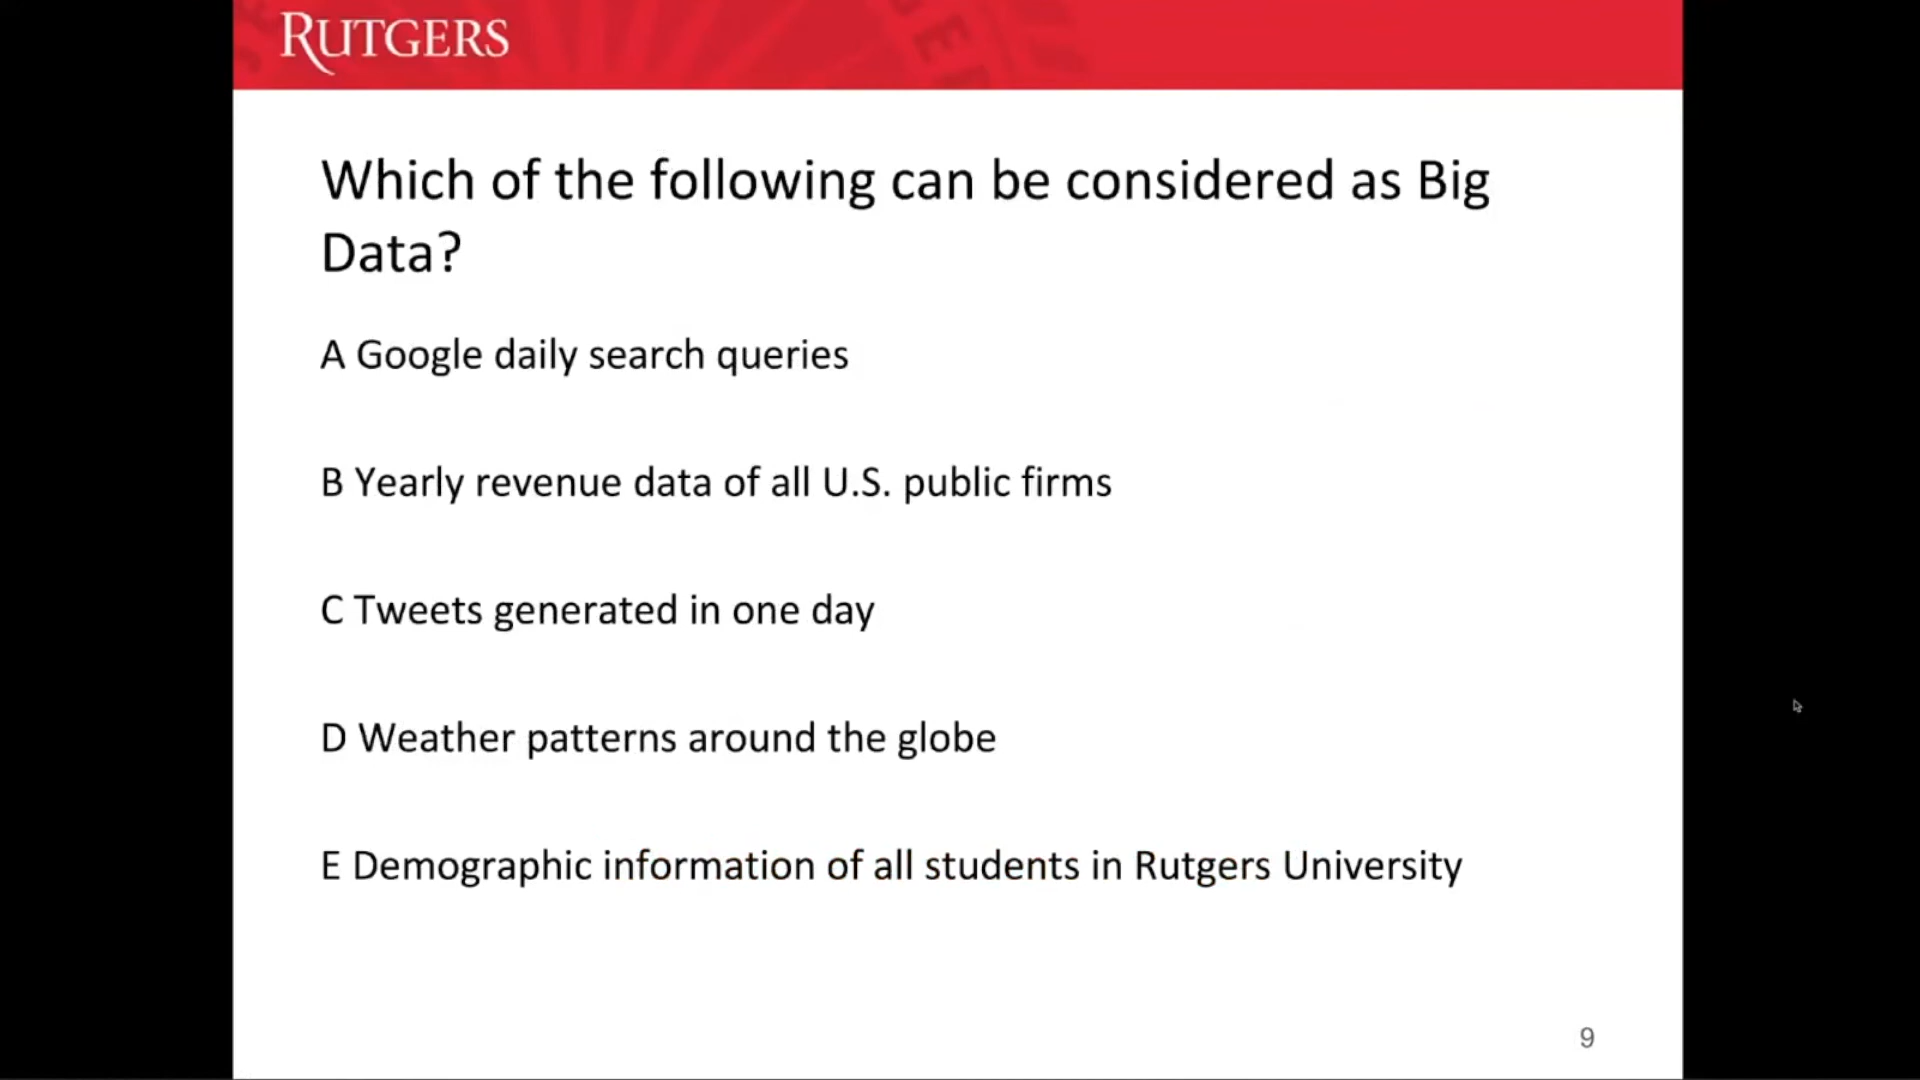 RUTGERS
Which of the following can be considered as Big
Data?
A Google daily search queries
B Yearly revenue data of all U.S. public firms
C Tweets generated in one day
D Weather patterns around the globe
E Demographic information of all students in Rutgers University
9